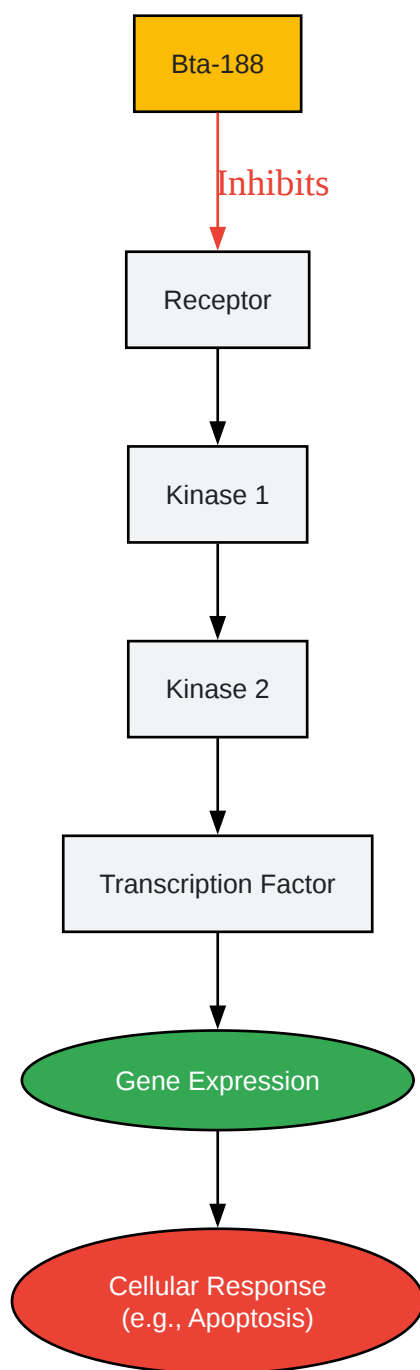 Bta-188
Inhibits
Receptor
Kinase 1
Kinase 2
Transcription Factor
Gene Expression
Cellular Response
(e.g., Apoptosis)